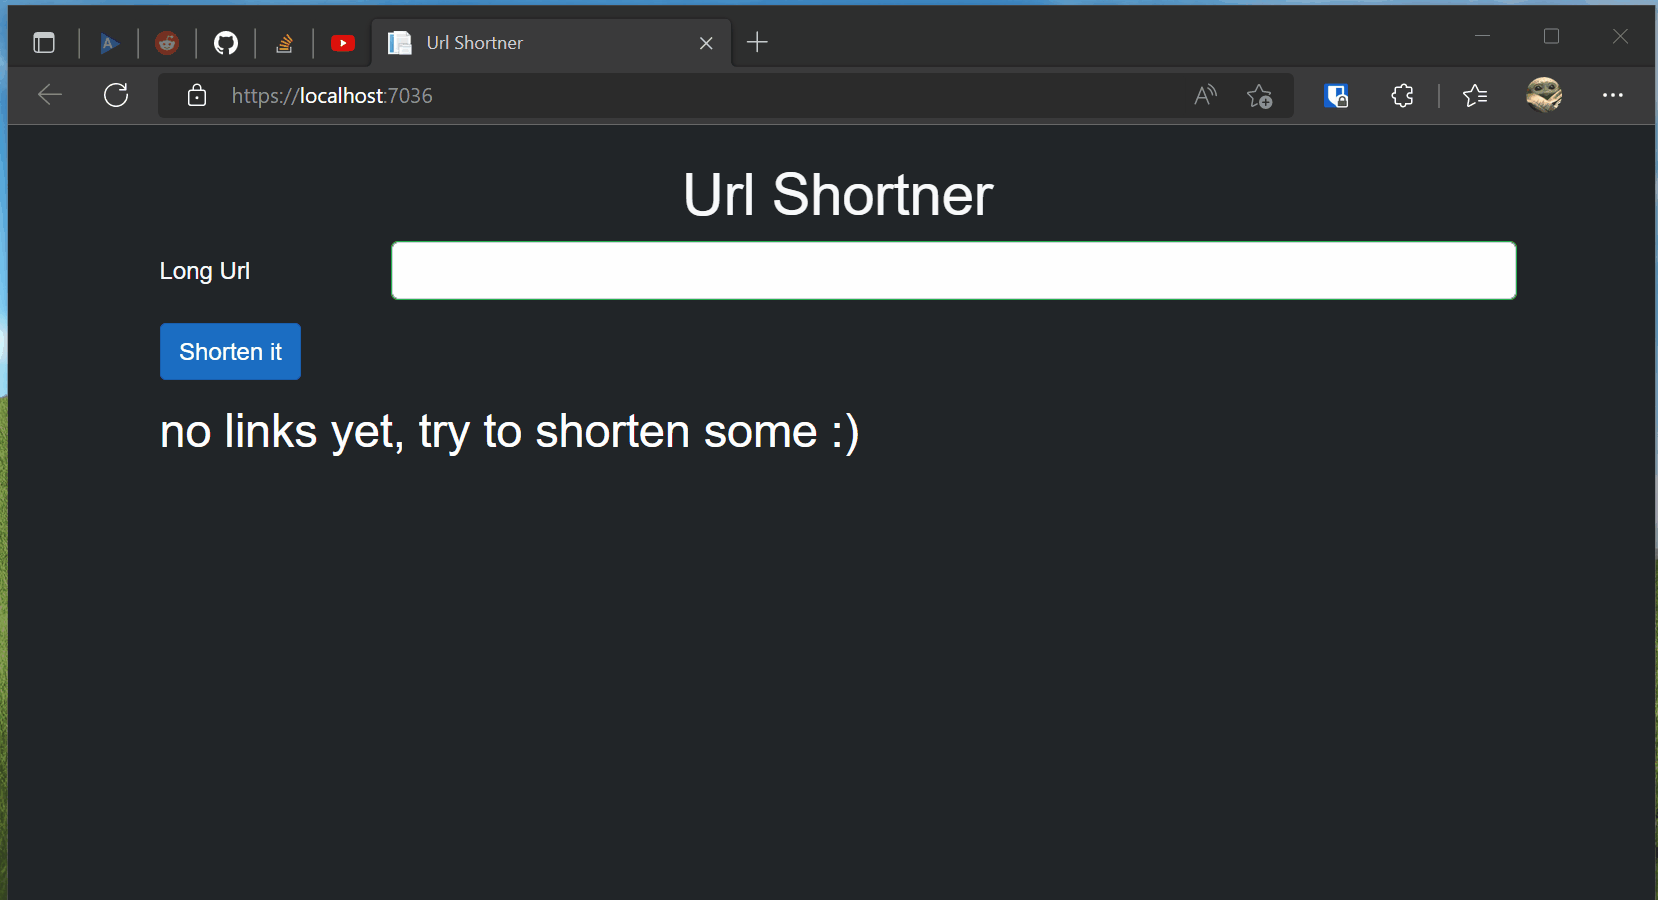 Url Shortner
https://localhost:7036
Url Shortner
Long Url
Shorten it
no links yet, try to shorten some :)